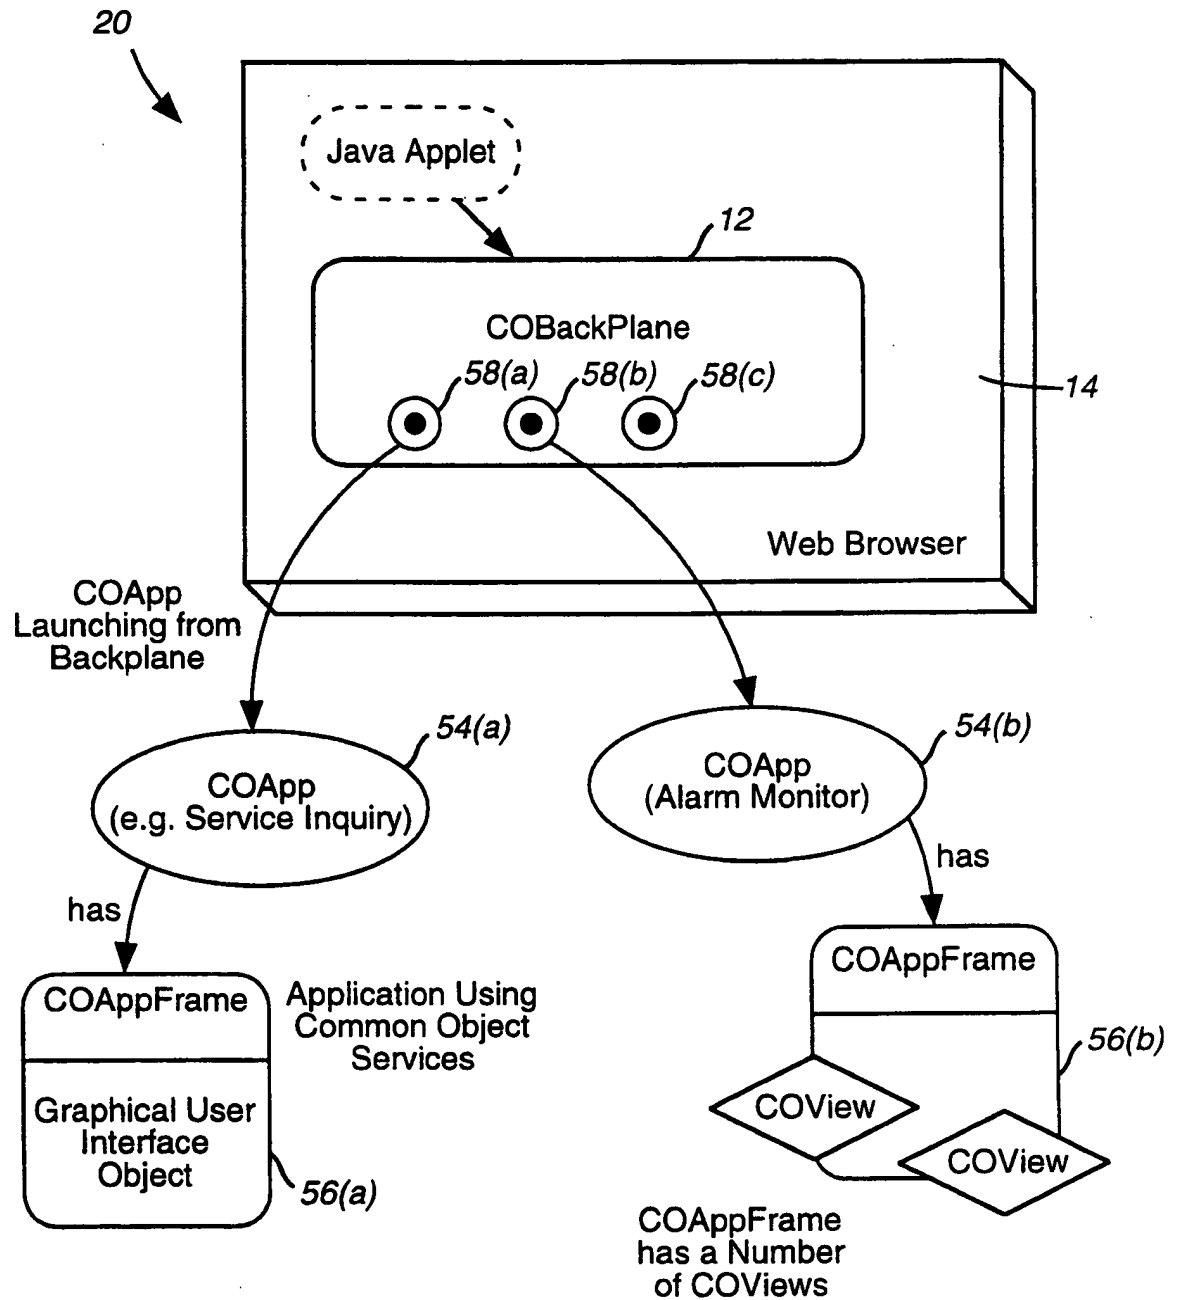 20
Java Applet
12
COBackPlane
58(a)
58(b)
58(c)
14
Web Browser
COApp
Launching from
Backplane
54(a)
COApp
(e.g. Service Inquiry)
54(b)
COApp
(Alarm Monitor)
has
has
COAppFrame
Graphical User
Interface
Object
56(a)
Application Using
Common Object
Services
COAppFrame
56(b)
COView
COView
COAppFrame
has a Number
of COViews